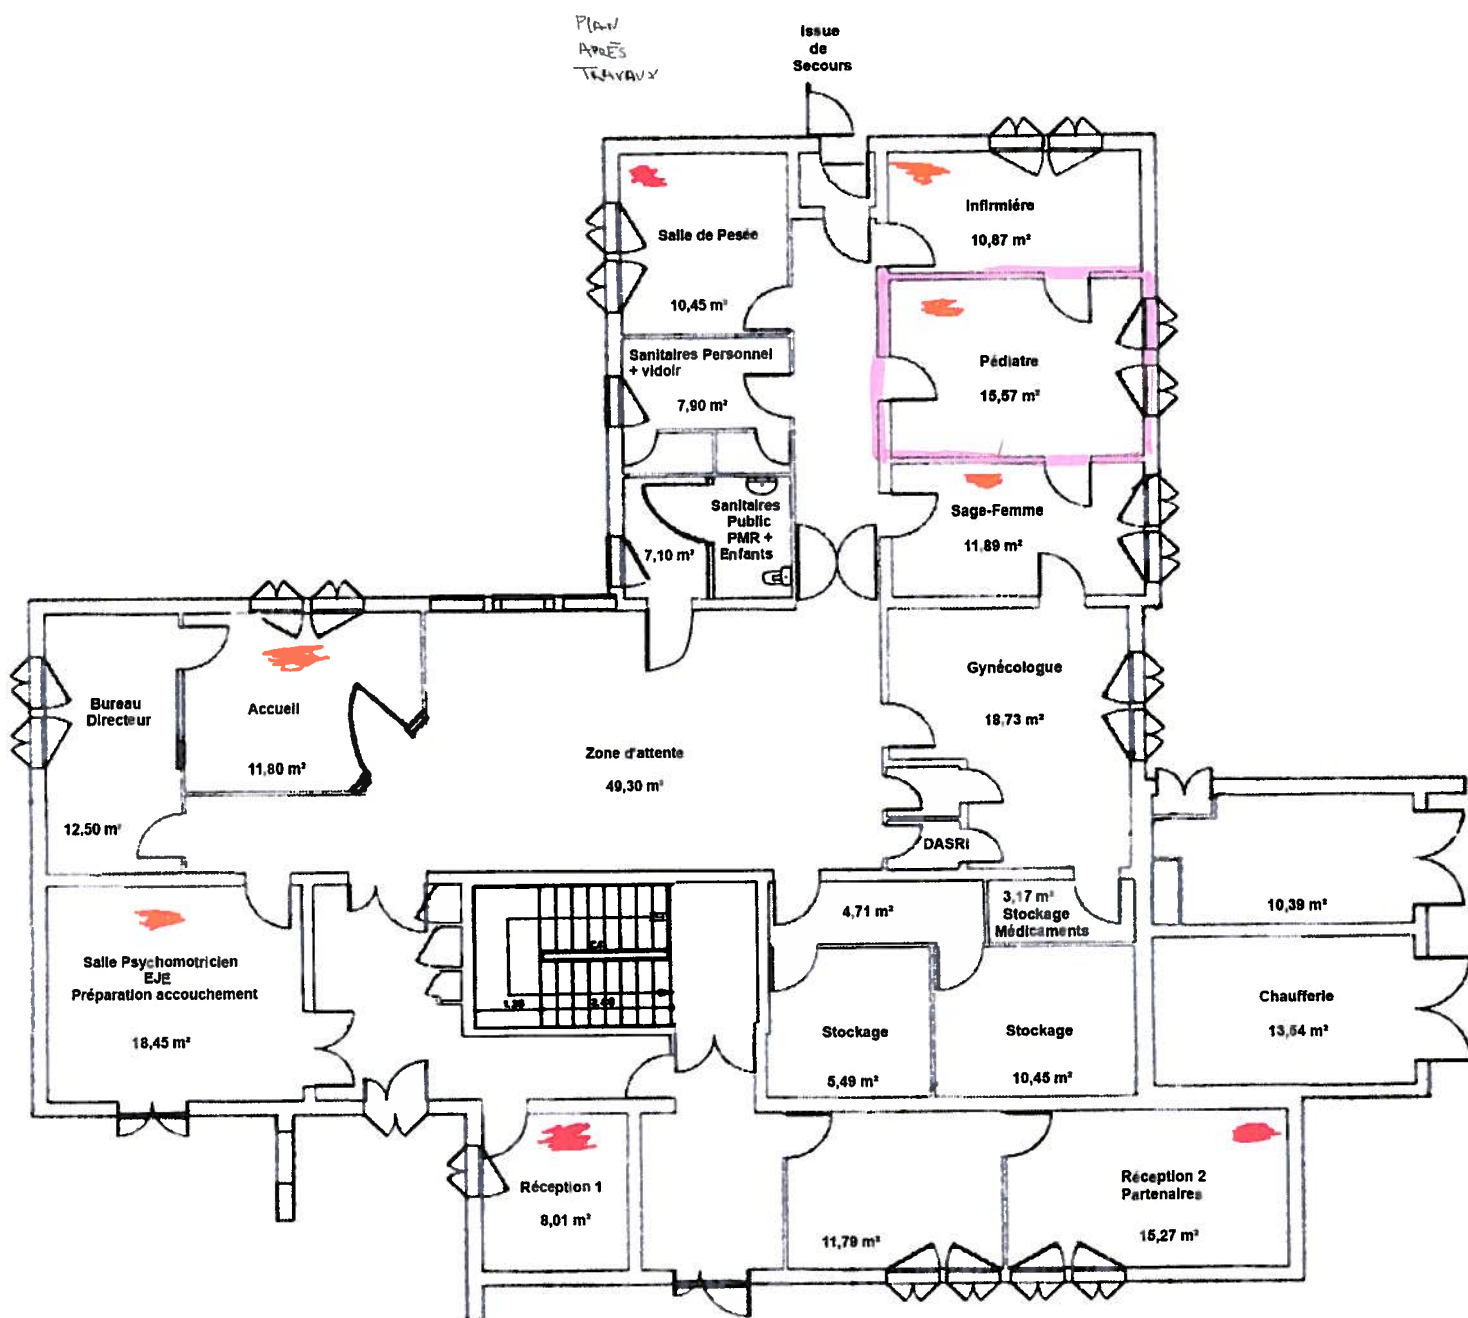 PLAN
APRÈS
TRAVAUX
Issue
de
Secours
Infirmiére
10,87 m²
Salle de Pesée
10,45 m²
Pédiatre
15,57 m²
Sanitaires Personnel
+ vidoir
7,90 m²
Sanitaires
Public
PMR +
Enfants
7,10 m²
Sage-Femme
11,89 m²
Gynécologue
18,73 m²
Bureau
Directeur
12,50 m²
Accueil
11,80 m²
Zone d'attente
49,30 m²
DASRI
4,71 m²
3,17 m²
Stockage
Médicaments
10,39 m²
Salle Psychomotricien
EJE
Préparation accouchement
18,45 m²
Stockage
5,49 m²
Stockage
10,45 m²
Chaufferie
13,54 m²
Réception 1
8,01 m²
11,79 m²
Réception 2
Partenaires
15,27 m²